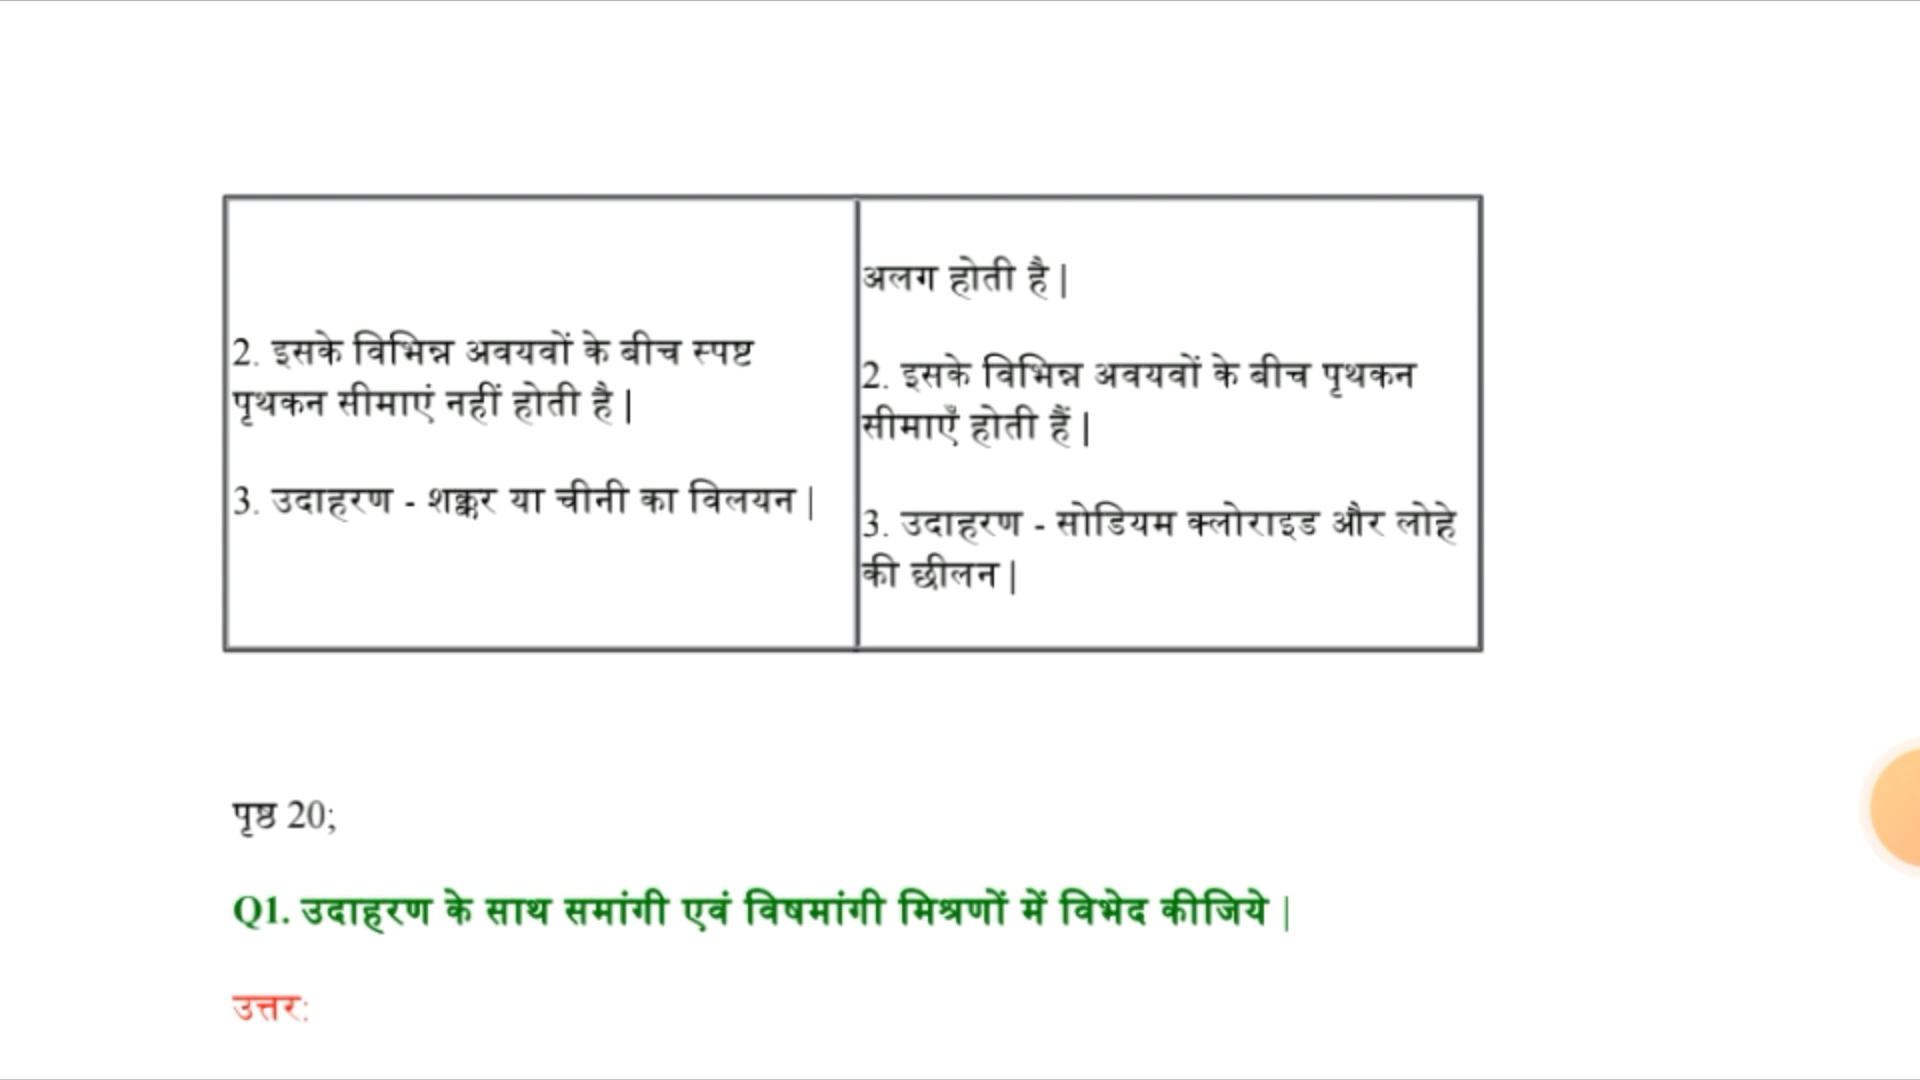 2. इसके विभिन्न अवयवों के बीच स्पष्ट
पृथकन सीमाएं नहीं होती है |
3. उदाहरण - शक्कर या चीनी का विलयन |
अलग होती है |
2. इसके विभिन्न अवयवों के बीच पृथकन
सीमाएँ होती हैं |
3. उदाहरण - सोडियम क्लोराइड और लोहे
की छीलन |
पृष्ठ 20;
Q1. उदाहरण के साथ समांगी एवं विषमांगी मिश्रणों में विभेद कीजिये |
उत्तर: